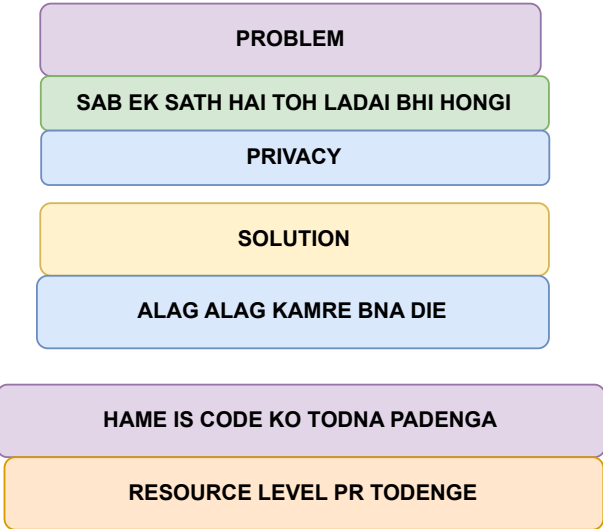 PROBLEM
SAB EK SATH HAI TOH LADAI BHI HONGI
PRIVACY
SOLUTION
ALAG ALAG KAMRE BNA DIE
HAME IS CODE KO TODNA PADENGA
RESOURCE LEVEL PR TODENGE